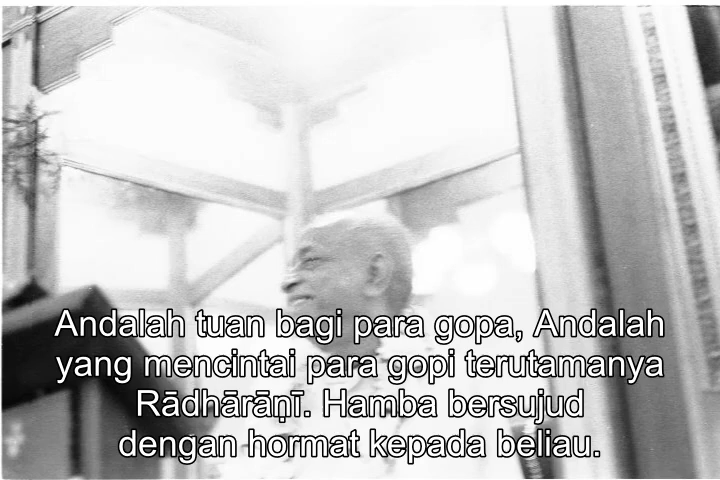 Andalah tuan bagi para gopa, Andalah
yang mencintai para gopi terutamanya
Rādhārāṇī. Hamba bersujud
dengan hormat kepada beliau.